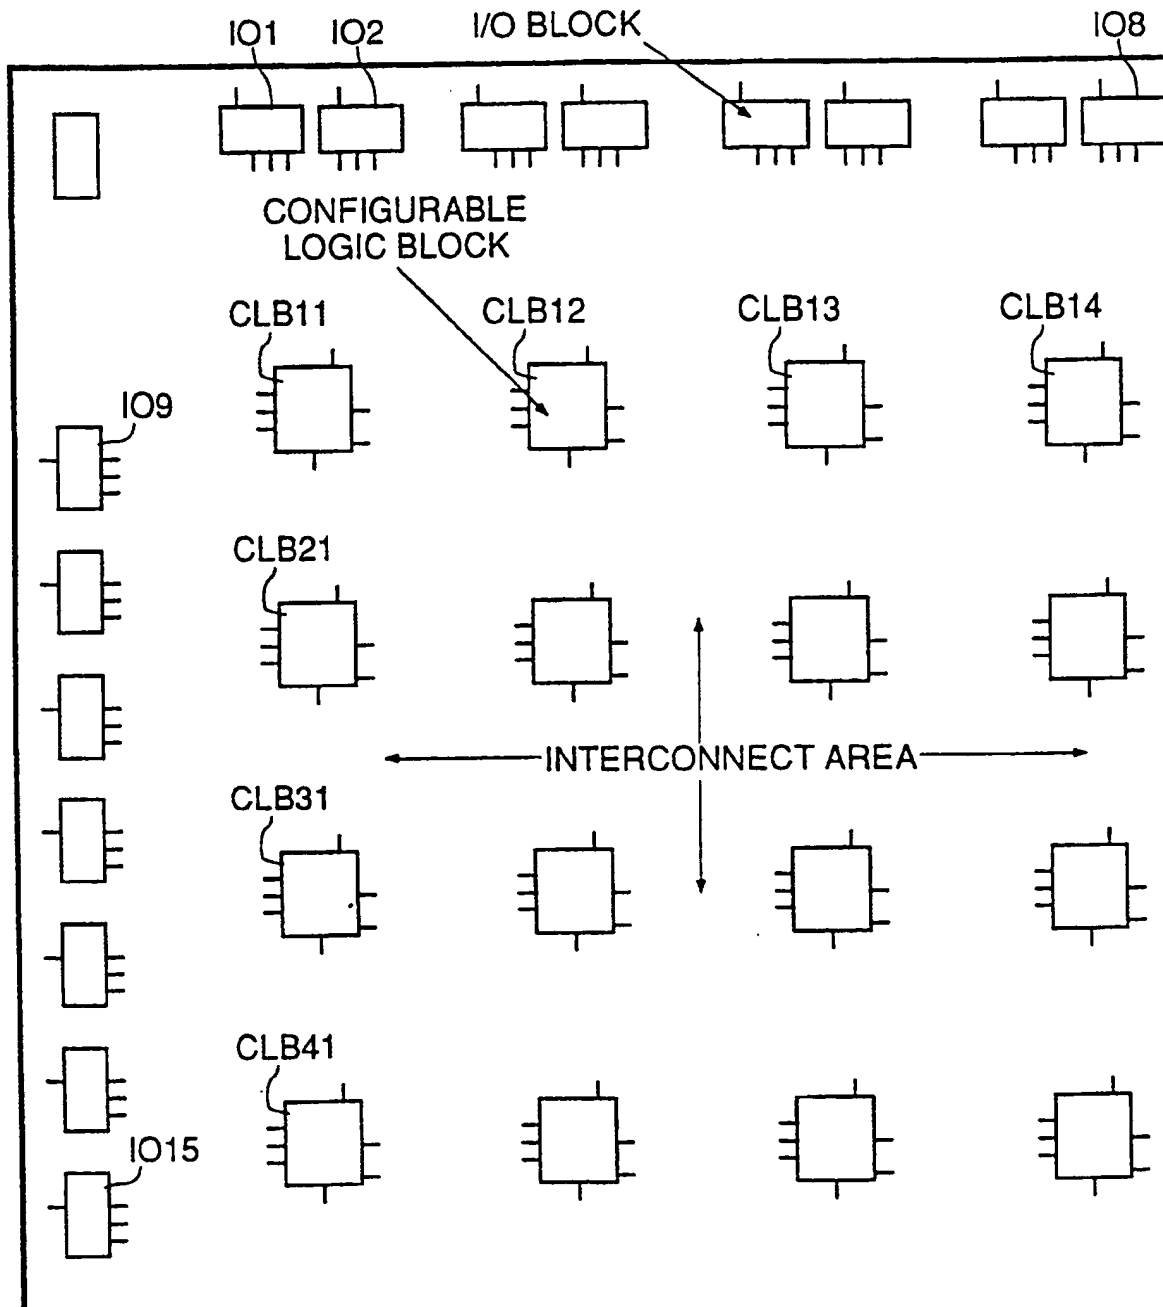 IO1
IO2
I/O BLOCK
IO8
CONFIGURABLE
LOGIC BLOCK
CLB11
CLB12
CLB13
CLB14
IO9
CLB21
INTERCONNECT AREA
CLB31
CLB41
IO15